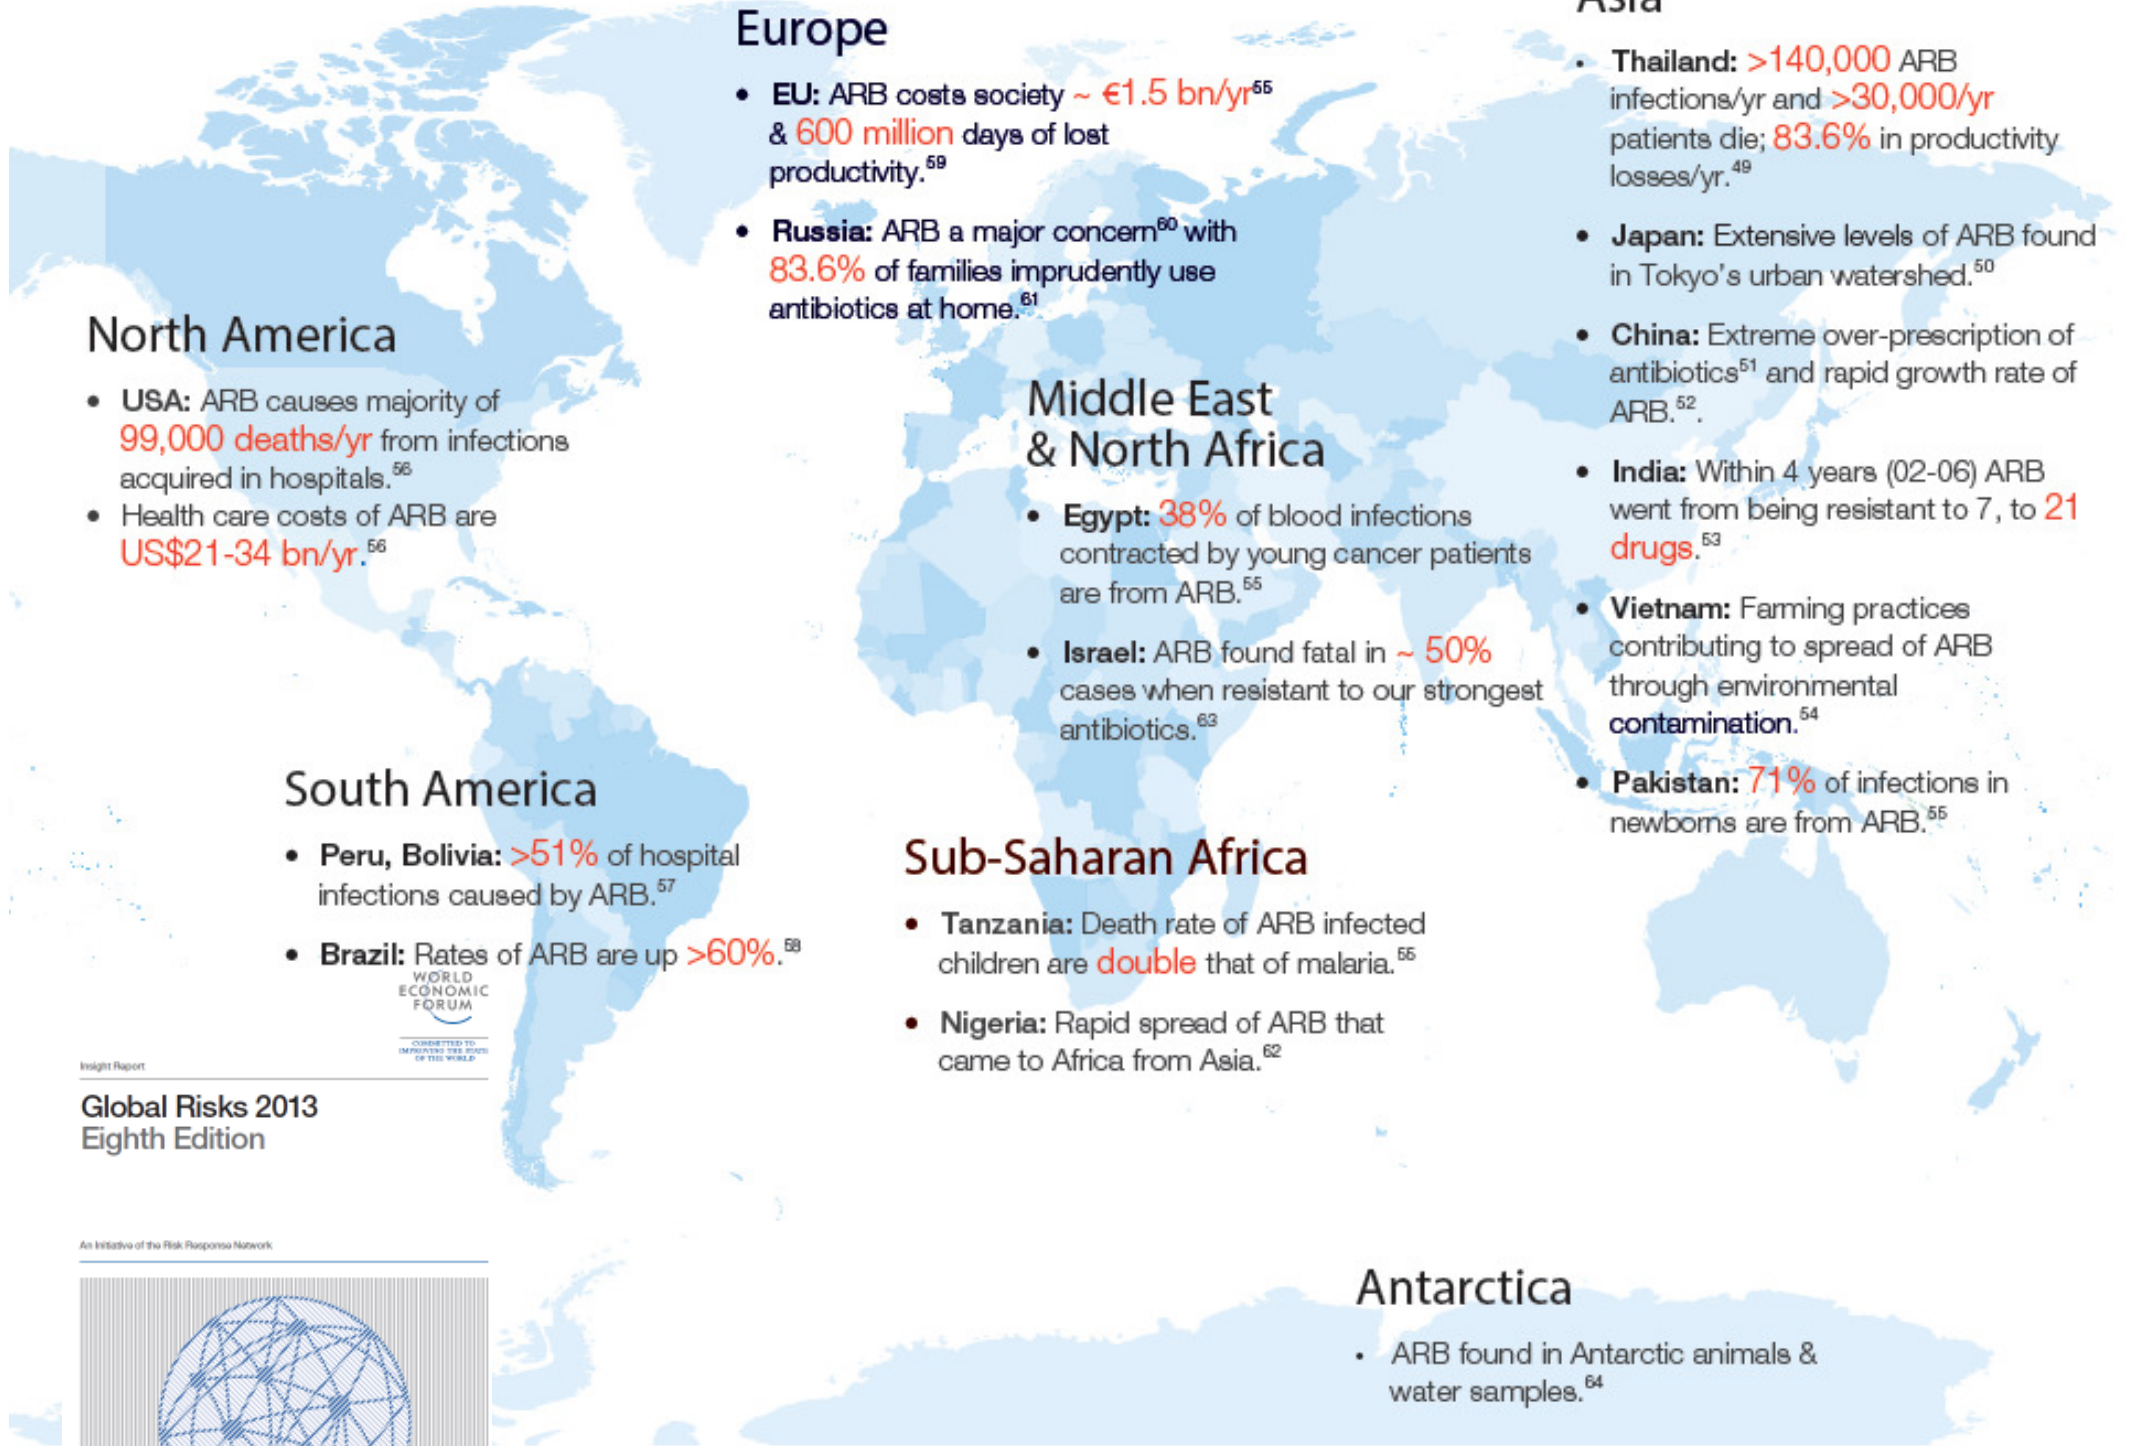 Europe
• EU: ARB costs society ~ €1.5 bn/yr55
& 600 million days of lost
productivity.59
• Russia: ARB a major concern60 with
83.6% of families imprudently use
antibiotics at home.61
North America
• USA: ARB causes majority of
99,000 deaths/yr from infections
acquired in hospitals.56
• Health care costs of ARB are
US$21-34 bn/yr.56
South America
• Peru, Bolivia: >51% of hospital
infections caused by ARB.57
• Brazil: Rates of ARB are up >60%.58
Middle East
& North Africa
• Egypt: 38% of blood infections
contracted by young cancer patients
are from ARB.55
• Israel: ARB found fatal in ~ 50%
cases when resistant to our strongest
antibiotics.63
Sub-Saharan Africa
• Tanzania: Death rate of ARB infected
children are double that of malaria.55
• Nigeria: Rapid spread of ARB that
came to Africa from Asia.62
Asia
• Thailand: >140,000 ARB
infections/yr and >30,000/yr
patients die; 83.6% in productivity
losses/yr.49
• Japan: Extensive levels of ARB found
in Tokyo's urban watershed.50
• China: Extreme over-prescription of
antibiotics51 and rapid growth rate of
ARB.52.
• India: Within 4 years (02-06) ARB
went from being resistant to 7, to 21
drugs.53
• Vietnam: Farming practices
contributing to spread of ARB
through environmental
contamination.54
• Pakistan: 71% of infections in
newborns are from ARB.55
Antarctica
• ARB found in Antarctic animals &
water samples.64
WORLD
ECONOMIC
FORUM
COMMITTED TO
IMPROVING THE STATE
OF THE WORLD
Insight Report
Global Risks 2013
Eighth Edition
An Initiative of the Risk Response Network